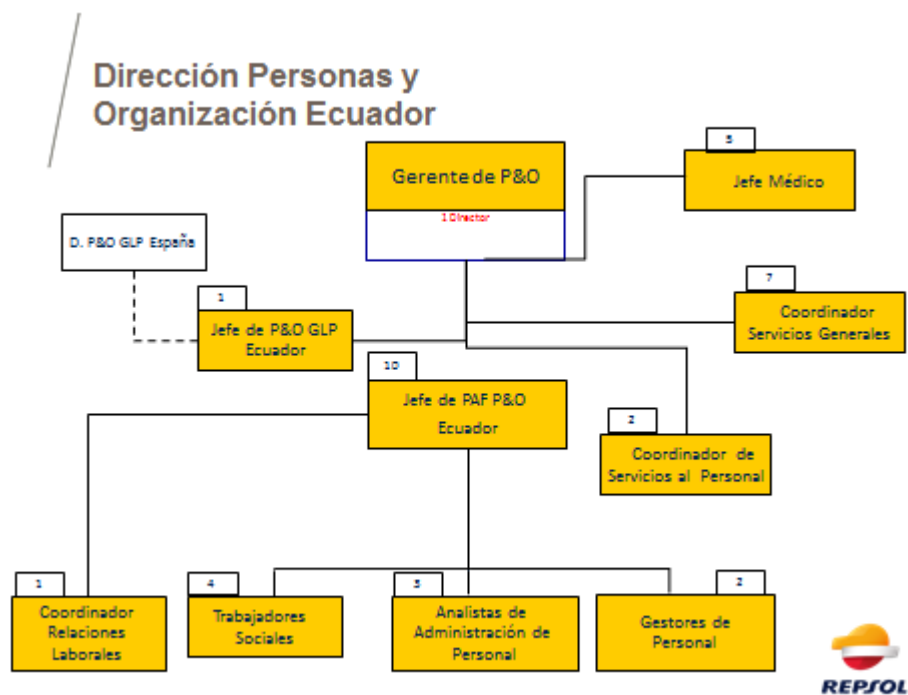 Dirección Personas y
Organización Ecuador
Gerente de P&O
1 Director
5
Jefe Médico
D. P&O GLP España
1
Jefe de P&O GLP
Ecuador
7
Coordinador
Servicios Generales
10
Jefe de PAF P&O
Ecuador
2
Coordinador de
Servicios al Personal
1
Coordinador
Relaciones
Laborales
4
Trabajadores
Sociales
Analistas de
Administración de
Personal
2
Gestores de
Personal
REPSOL